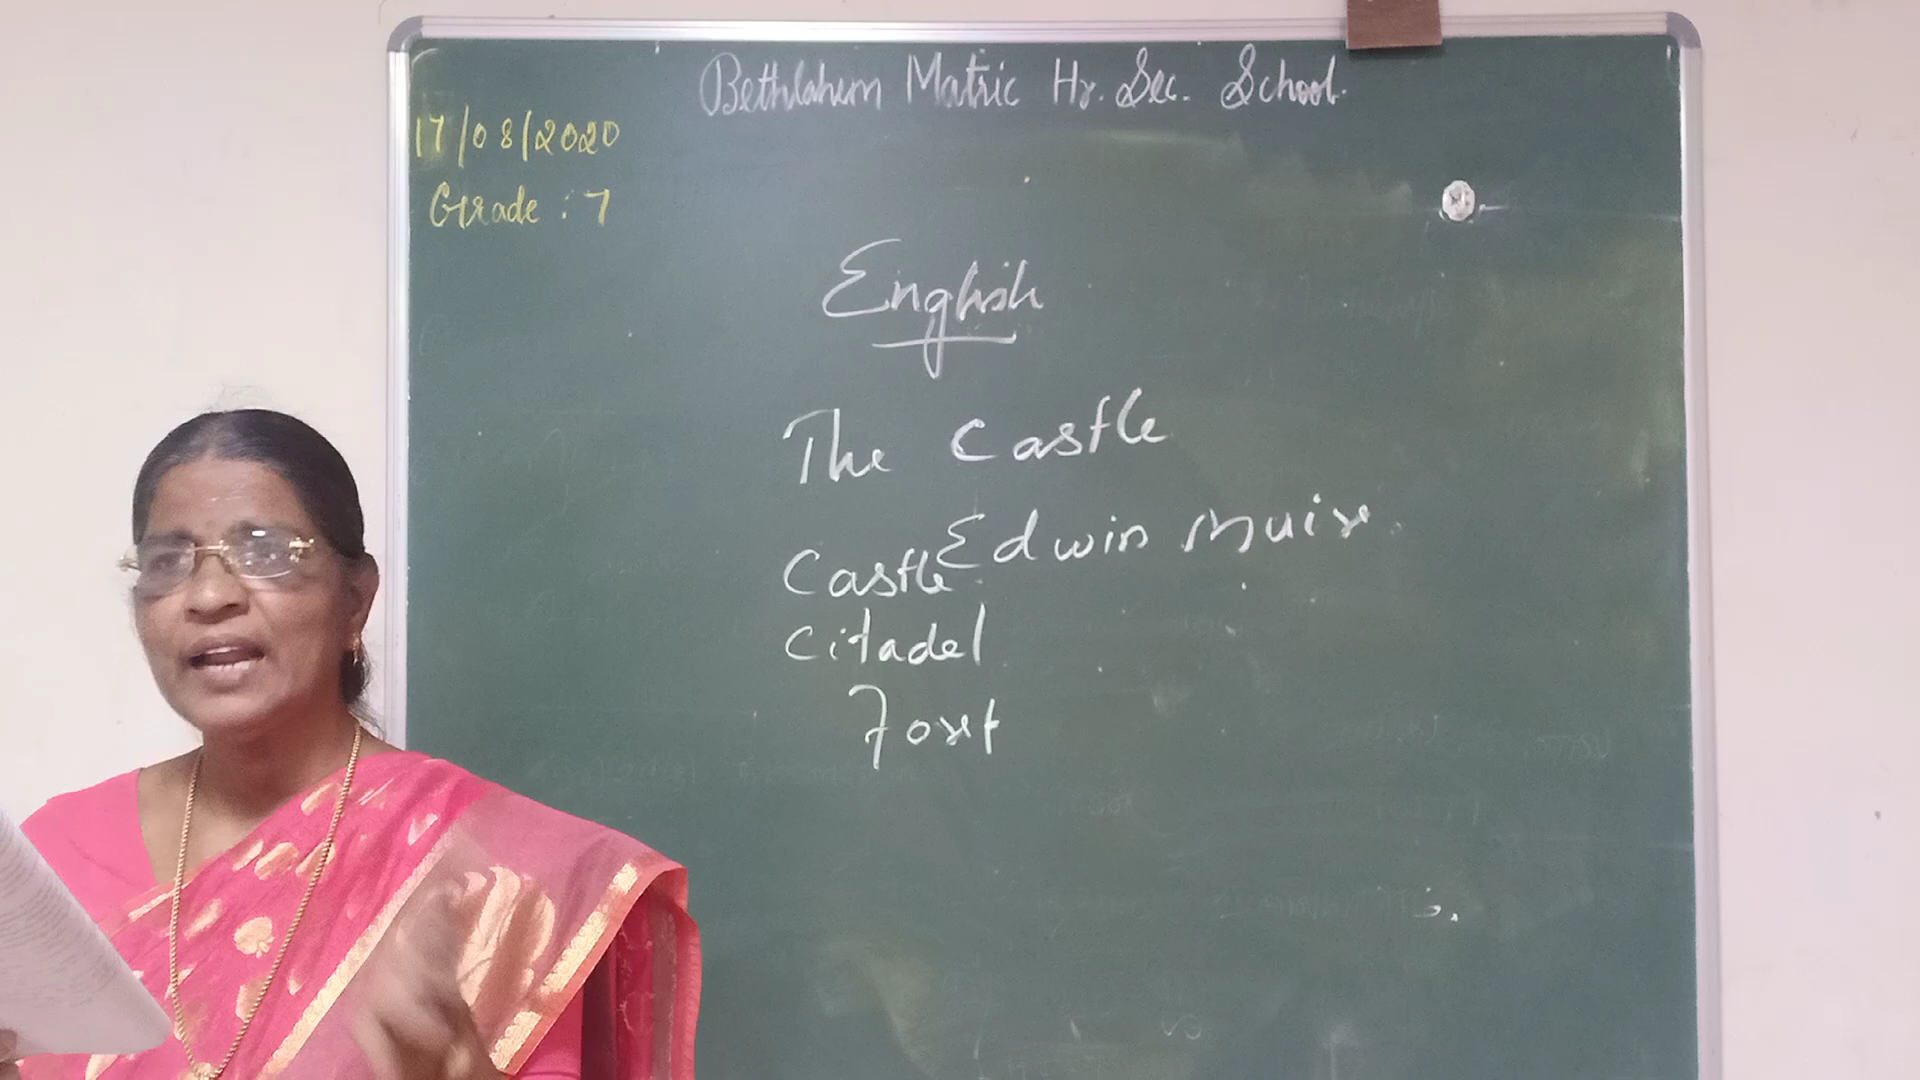 Bethlahem Matric Hr. Sec. School.
17/08/2020
Grade : 7
English
The Castle
Edwin Muir.
Castle
Citadel
Fort